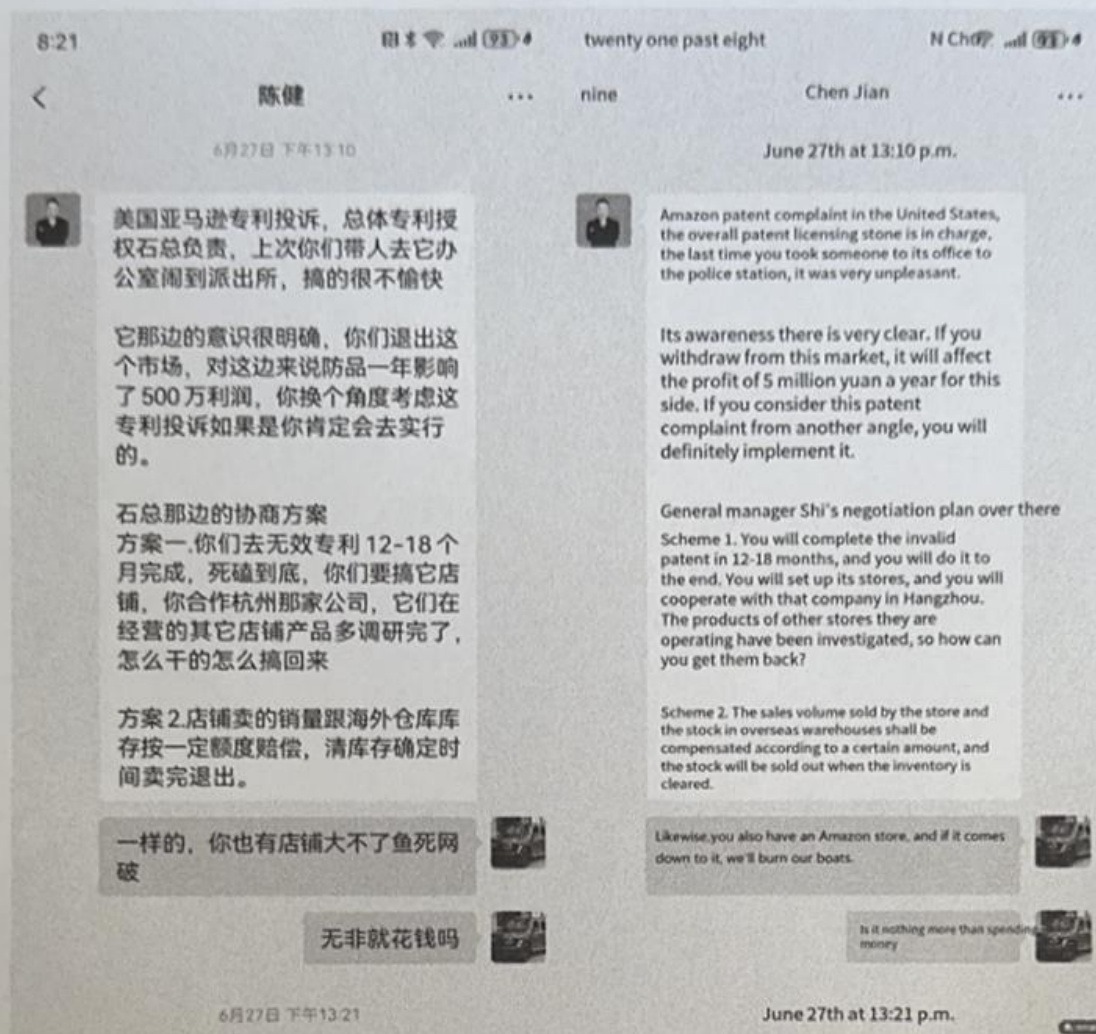 8:21
93
陈健
...
6月27日 下午13:10
美国亚马逊专利投诉，总体专利授
权石总负责，上次你们带人去它办
公室闹到派出所，搞的很不愉快
它那边的意识很明确，你们退出这
个市场，对这边来说防品一年影响
了500万利润，你换个角度考虑这
专利投诉如果是你肯定会去实行
的。
石总那边的协商方案
方案一.你们去无效专利12-18个
月完成，死磕到底，你们要搞它店
铺，你合作杭州那家公司，它们在
经营的其它店铺产品多调研完了，
怎么干的怎么搞回来
方案2.店铺卖的销量跟海外仓库库
存按一定额度赔偿，清库存确定时
间卖完退出。
一样的，你也有店铺大不了鱼死网
破
无非就花钱吗
6月27日 下午13:21
twenty one past eight
nine
Chen Jian
...
June 27th at 13:10 p.m.
Amazon patent complaint in the United States,
the overall patent licensing stone is in charge,
the last time you took someone to its office to
the police station, it was very unpleasant.
Its awareness there is very clear. If you
withdraw from this market, it will affect
the profit of 5 million yuan a year for this
side. If you consider this patent
complaint from another angle, you will
definitely implement it.
General manager Shi's negotiation plan over there
Scheme 1. You will complete the invalid
patent in 12-18 months, and you will do it to
the end. You will set up its stores, and you will
cooperate with that company in Hangzhou.
The products of other stores they are
operating have been investigated, so how can
you get them back?
Scheme 2. The sales volume sold by the store and
the stock in overseas warehouses shall be
compensated according to a certain amount, and
the stock will be sold out when the inventory is
cleared.
Likewise,you also have an Amazon store, and if it comes
down to it, we'll burn our boats.
Is it nothing more than spending
money
June 27th at 13:21 p.m.